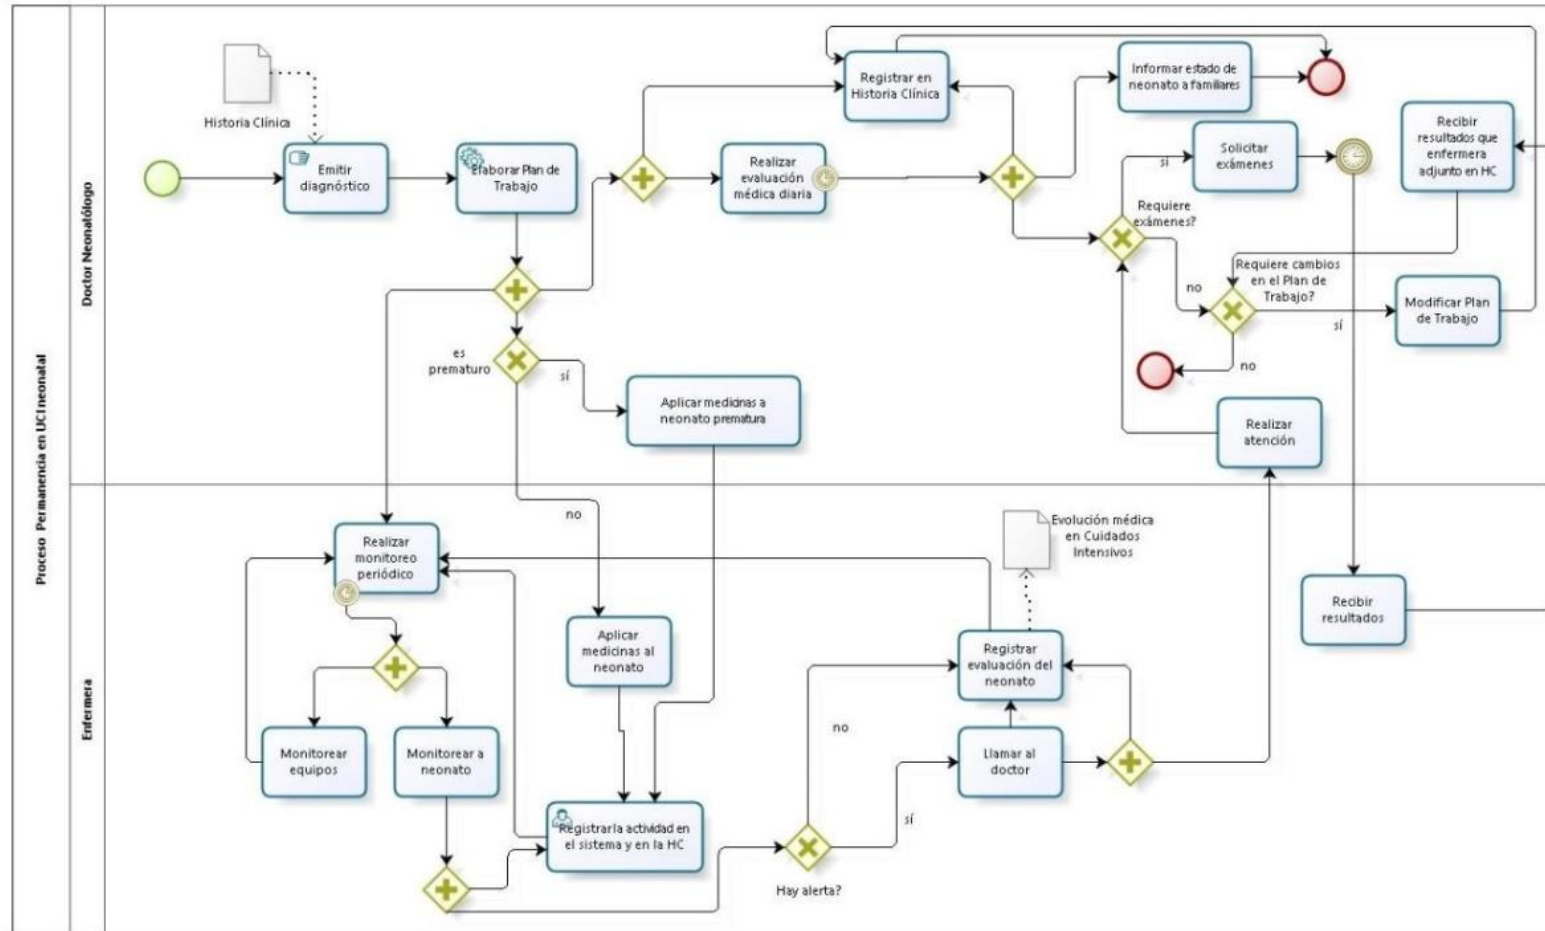 Proceso Permanencia en UCI neonatal
Doctor Neonatólogo
Historia Clínica
Emitir
diagnóstico
Elaborar Plan de
Trabajo
Registrar en
Historia Clínica
Realizar
evaluación
médica diaria
Informar estado de
neonato a familiares
Solicitar
exámenes
Recibir
resultados que
enfermera
adjunto en HC
sí
Requiere
exámenes?
no
Requiere cambios
en el Plan de
Trabajo?
sí
Modificar Plan
de Trabajo
no
es
prematuro
sí
Aplicar medicinas a
neonato prematura
Realizar
atención
Enfermera
no
Realizar
monitoreo
periódico
Evolución médica
en Cuidados
Intensivos
Recibir
resultados
Aplicar
medicinas al
neonato
Registrar
evaluación del
neonato
no
Monitorear
equipos
Monitorear a
neonato
Llamar al
doctor
sí
Registrar la actividad en
el sistema y en la HC
Hay alerta?